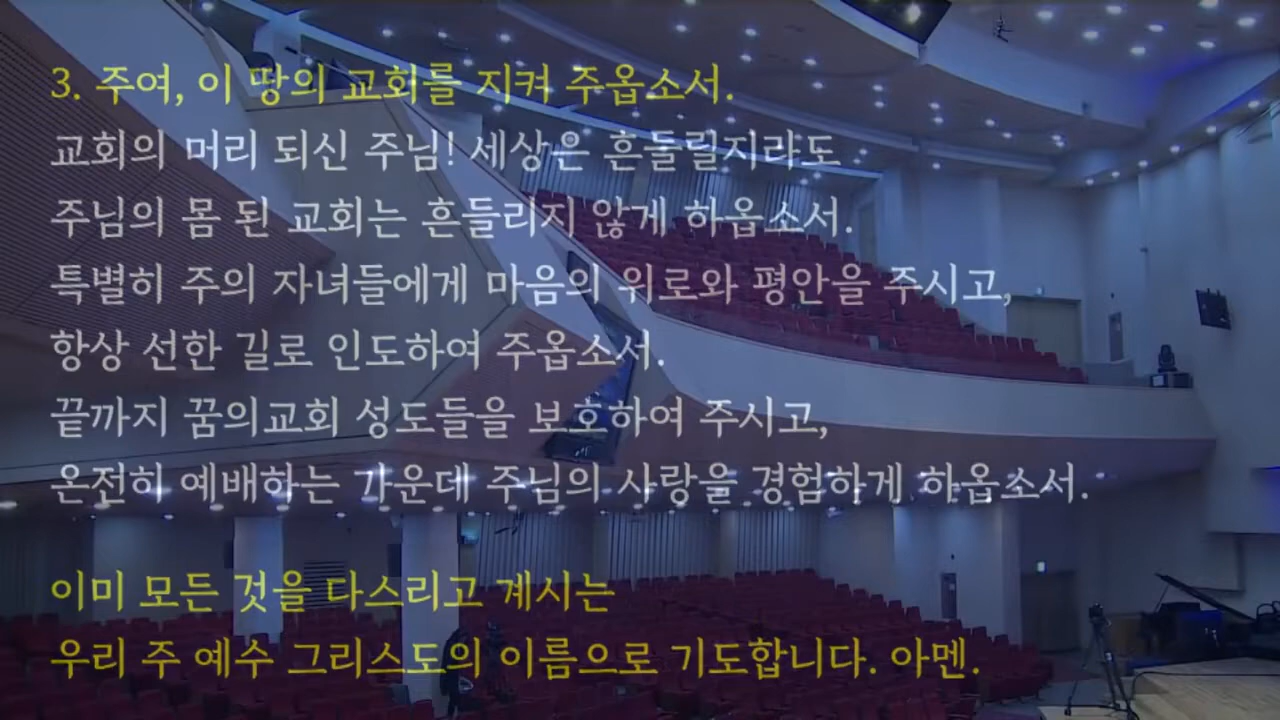 3. 주여, 이 땅의 교회를 지켜 주옵소서.
교회의 머리 되신 주님! 세상은 흔들릴지라도
주님의 몸 된 교회는 흔들리지 않게 하옵소서.
특별히 주의 자녀들에게 마음의 위로와 평안을 주시고,
항상 선한 길로 인도하여 주옵소서.
끝까지 꿈의교회 성도들을 보호하여 주시고,
온전히 예배하는 가운데 주님의 사랑을 경험하게 하옵소서.
이미 모든 것을 다스리고 계시는
우리 주 예수 그리스도의 이름으로 기도합니다. 아멘.